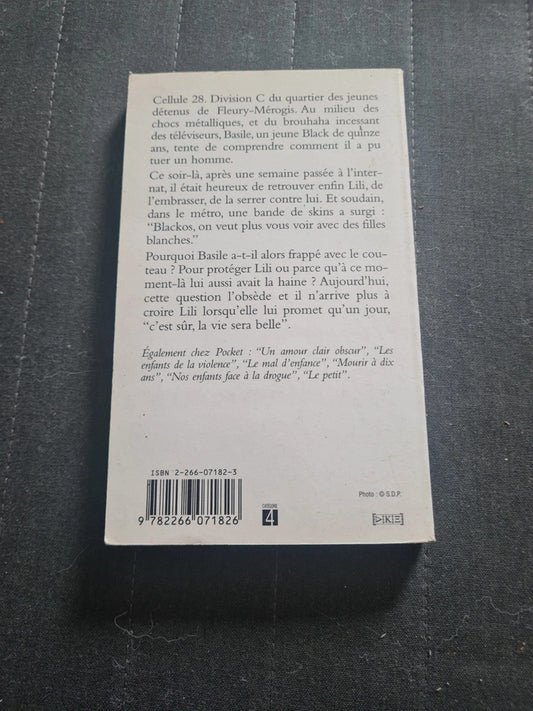 Cellule 28. Division C du quartier des jeunes
détenus de Fleury-Mérogis. Au milieu des
chocs métalliques, et du brouhaha incessant
des téléviseurs, Basile, un jeune Black de quinze
ans, tente de comprendre comment il a pu
tuer un homme.
Ce soir-là, après une semaine passée à l'inter-
nat, il était heureux de retrouver enfin Lili, de
l'embrasser, de la serrer contre lui. Et soudain,
dans le métro, une bande de skins a surgi :
“Blackos, on veut plus vous voir avec des filles
blanches.”
Pourquoi Basile a-t-il alors frappé avec le cou-
teau ? Pour protéger Lili ou parce qu'à ce mo-
ment-là lui aussi avait la haine ? Aujourd'hui,
cette question l'obsède et il n'arrive plus à
croire Lili lorsqu'elle lui promet qu'un jour,
“c'est sûr, la vie sera belle”.
Également chez Pocket : “Un amour clair obscur”, “Les
enfants de la violence”, “Le mal d'enfance”, “Mourir à dix
ans”, “Nos enfants face à la drogue”, “Le petit”.
ISBN 2-266-07182-3
9 782266 071826
CATÉGORIE
4
Photo : © S.D.P.